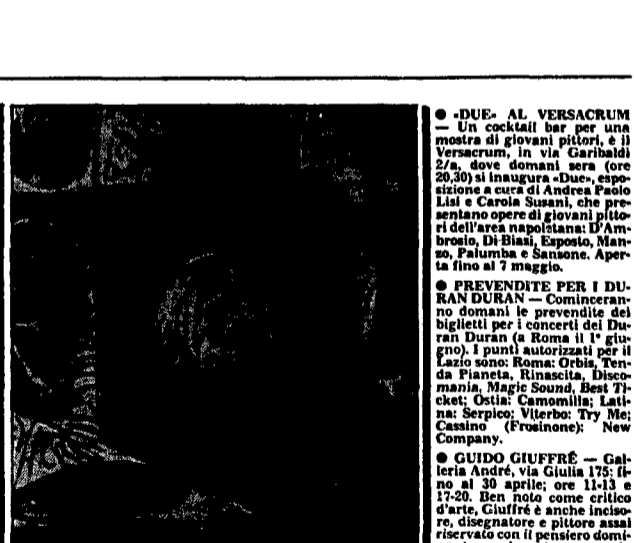 ● «DUE» AL VERSACRUM
— Un cocktail bar per una
mostra di giovani pittori, è il
Versacrum, in via Garibaldi
2/a, dove domani sera (ore
20,30) si inaugura «Due», espo-
sizione a cura di Andrea Paolo
Lisi e Carola Susani, che pre-
sentano opere di giovani pitto-
ri dell'area napoletana: D'Am-
brosio, Di Biasi, Esposto, Man-
zo, Palumba e Sansone. Aper-
ta fino al 7 maggio.
● PREVENDITE PER I DU-
RAN DURAN — Cominceran-
no domani le prevendite dei
biglietti per i concerti dei Du-
ran Duran (a Roma il 1° giu-
gno). I punti autorizzati per il
Lazio sono: Roma: Orbis, Ten-
da Pianeta, Rinascita, Disco-
mania, Magic Sound, Best Ti-
cket; Ostia: Camomilla; Lati-
na: Serpico; Viterbo: Try Me;
Cassino (Frosinone): New
Company.
● GUIDO GIUFFRÉ — Gal-
leria André, via Giulia 175; fi-
no al 30 aprile; ore 11-13 e
17-20. Ben noto come critico
d'arte, Giuffré è anche inciso-
re, disegnatore e pittore assai
riservato con il pensiero domi-